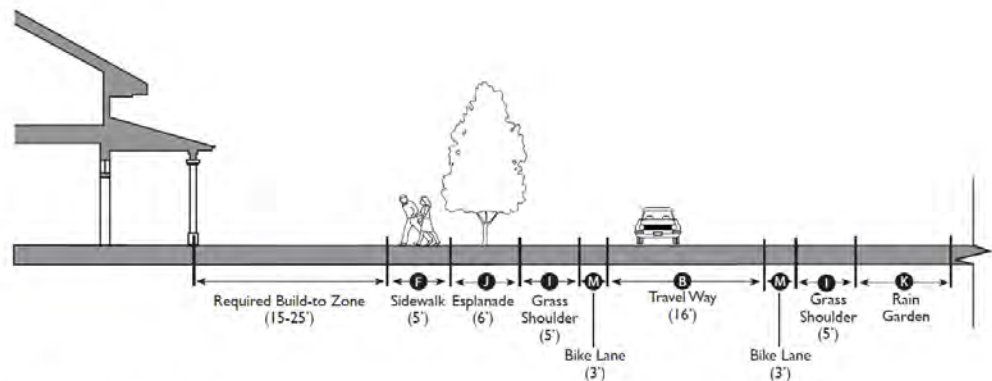 F
J
I
M
B
M
I
K
Required Build-to Zone
(15-25')
Sidewalk
(5')
Esplanade
(6')
Grass
Shoulder
(5')
Bike Lane
(3')
Travel Way
(16')
Bike Lane
(3')
Grass
Shoulder
(5')
Rain
Garden